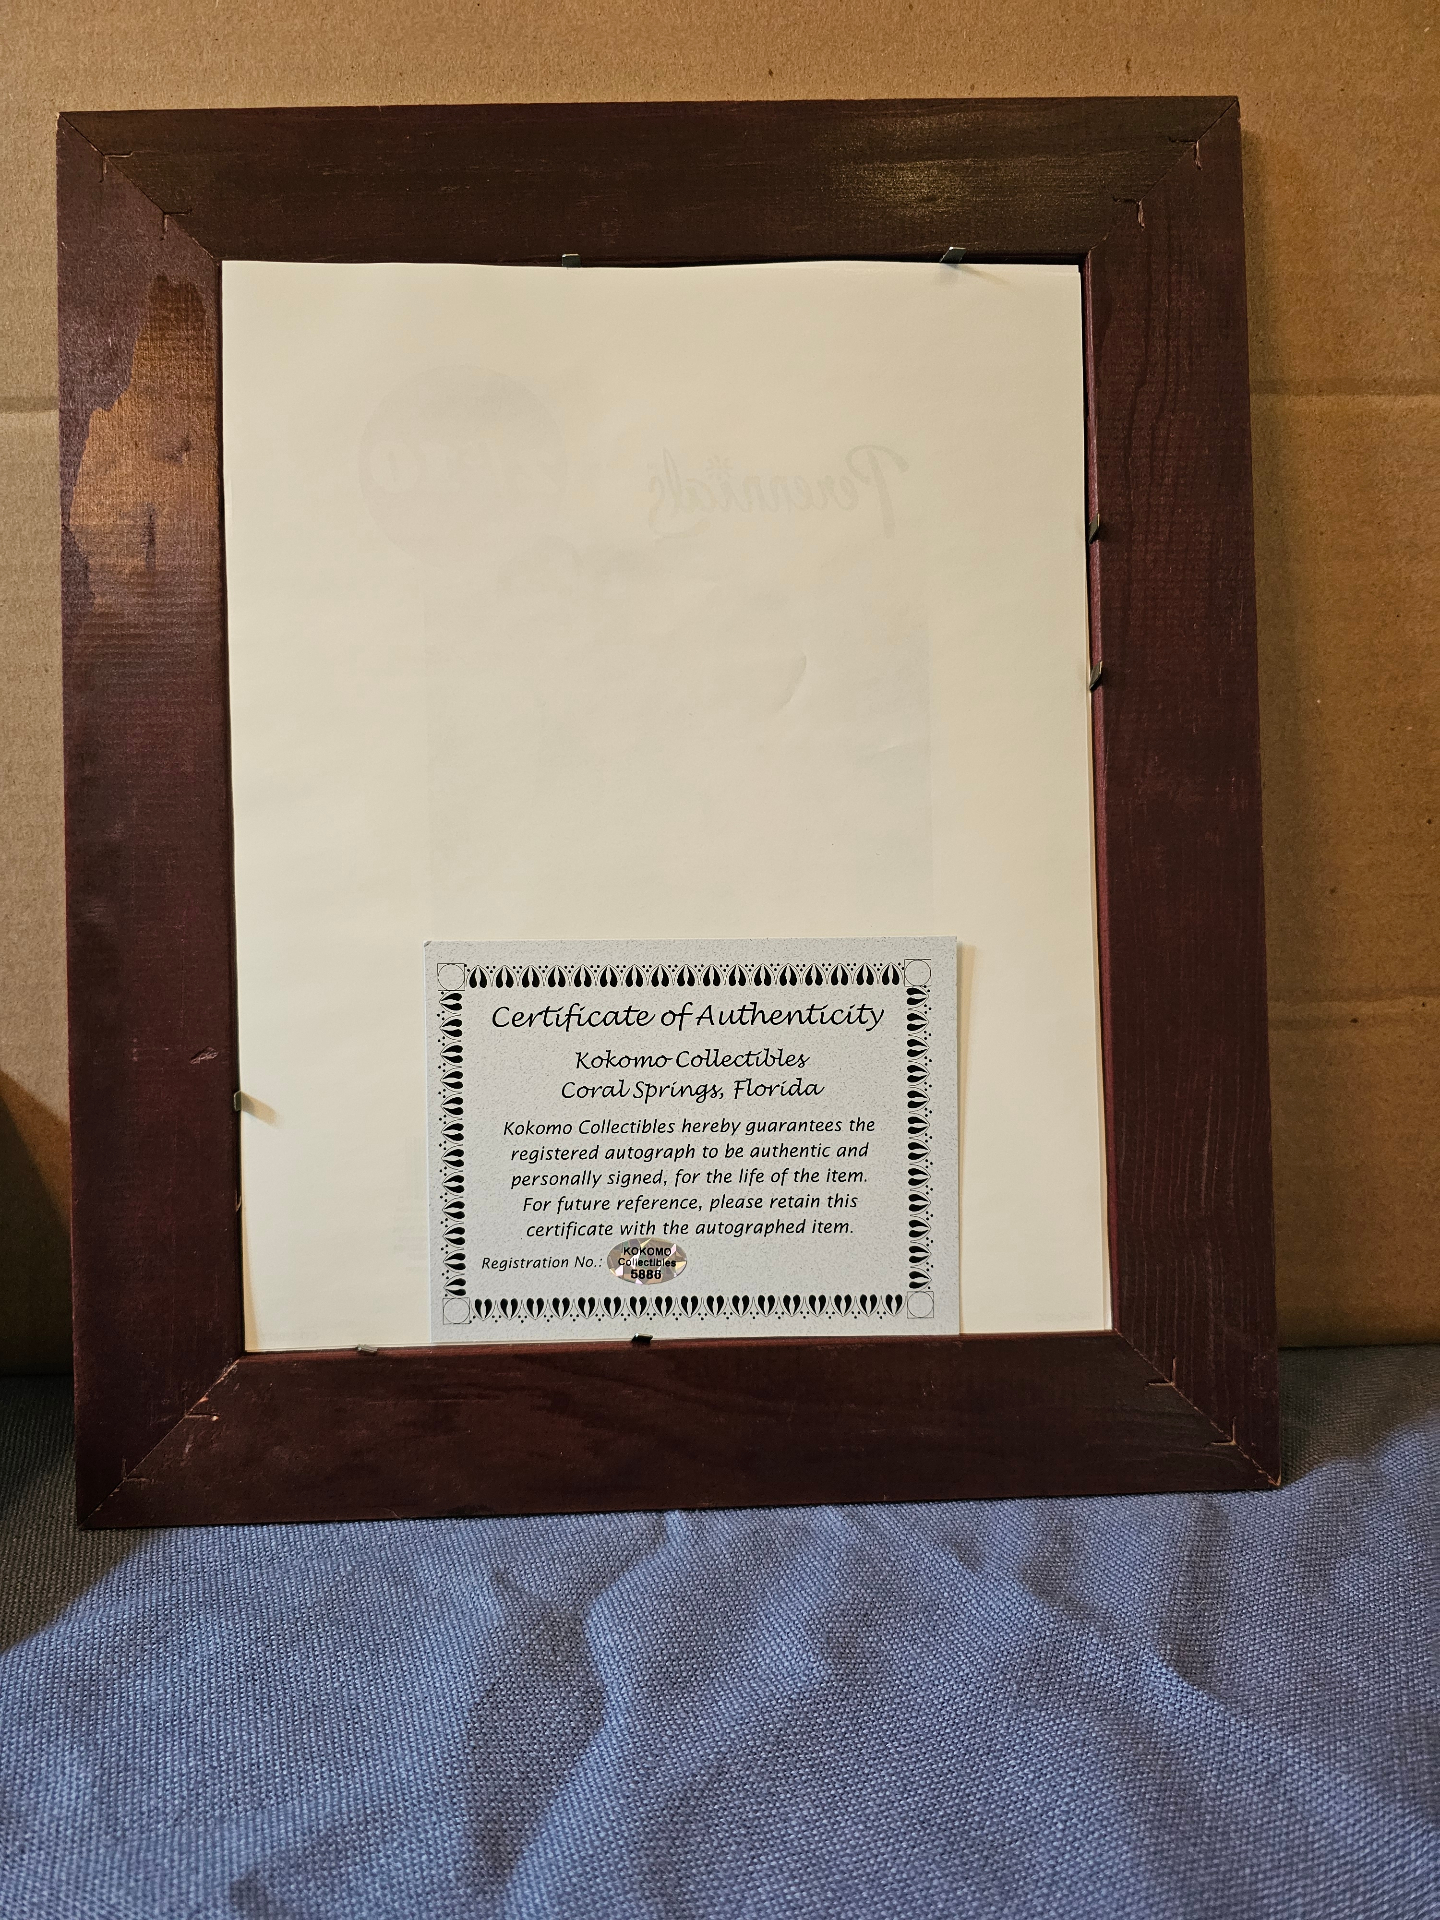 Perennials
Certificate of Authenticity
Kokomo Collectibles
Coral Springs, Florida
Kokomo Collectibles hereby guarantees the
registered autograph to be authentic and
personally signed, for the life of the item.
For future reference, please retain this
certificate with the autographed item.
Registration No.:
KOKOMO
Collectibles
5886